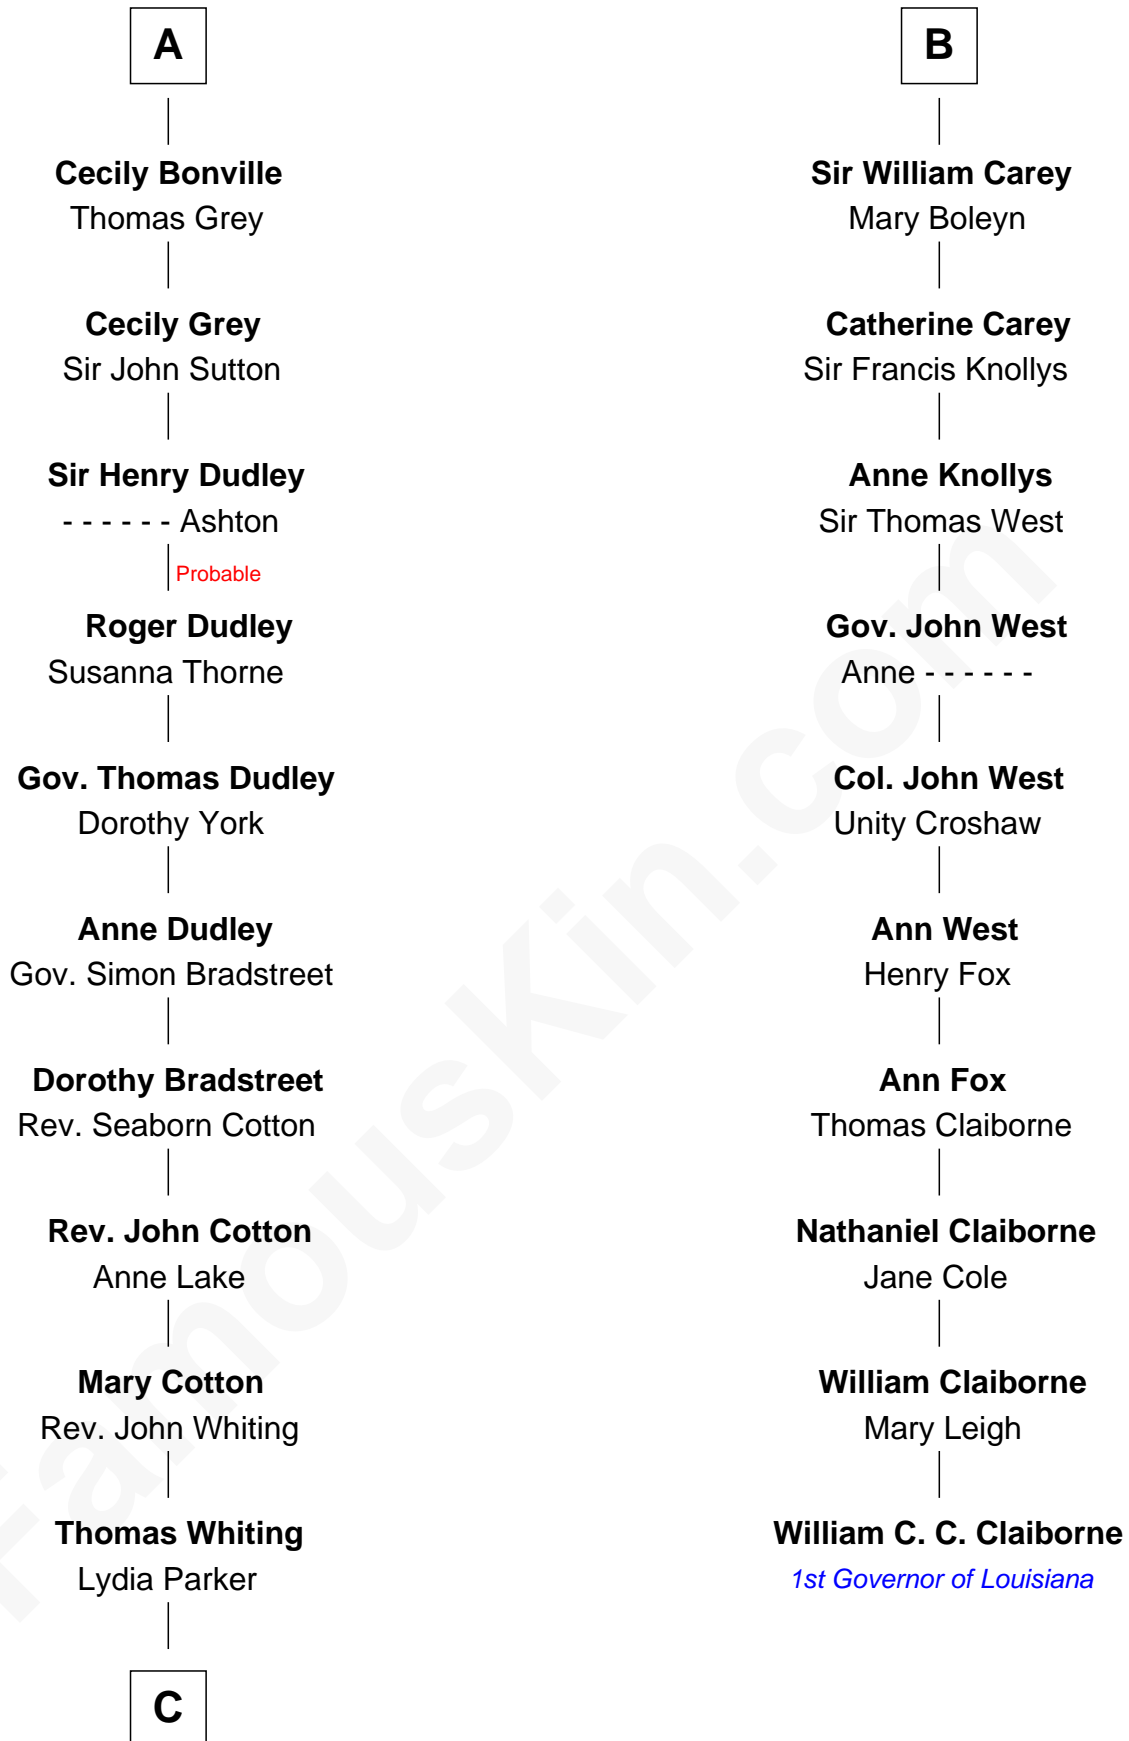 A
Cecily Bonville
Thomas Grey
Cecily Grey
Sir John Sutton
Sir Henry Dudley
- - - - - - Ashton
Probable
Roger Dudley
Susanna Thorne
Gov. Thomas Dudley
Dorothy York
Anne Dudley
Gov. Simon Bradstreet
Dorothy Bradstreet
Rev. Seaborn Cotton
Rev. John Cotton
Anne Lake
Mary Cotton
Rev. John Whiting
Thomas Whiting
Lydia Parker
C
B
Sir William Carey
Mary Boleyn
Catherine Carey
Sir Francis Knollys
Anne Knollys
Sir Thomas West
Gov. John West
Anne - - - - - -
Col. John West
Unity Croshaw
Ann West
Henry Fox
Ann Fox
Thomas Claiborne
Nathaniel Claiborne
Jane Cole
William Claiborne
Mary Leigh
William C. C. Claiborne
1st Governor of Louisiana
FamousKin.com